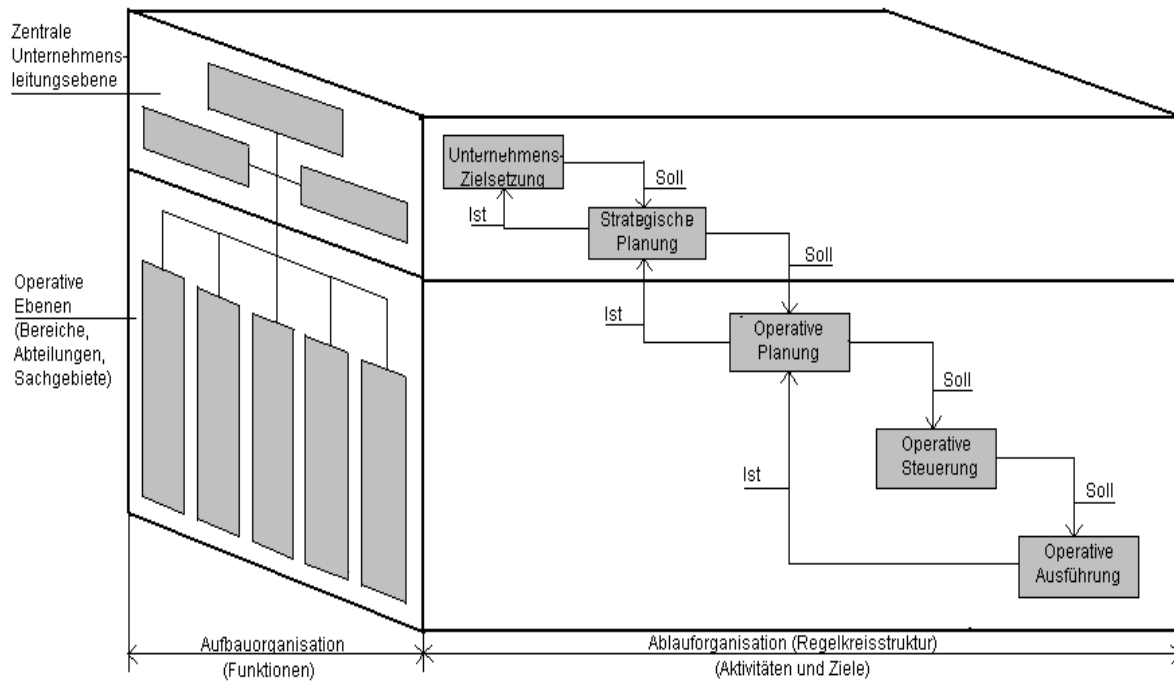 Zentrale
Unternehmens-
leitungsebene
Unternehmens-
Zielsetzung
Soll
Ist
Strategische
Planung
Soll
Operative
Ebenen
(Bereiche,
Abteilungen,
Sachgebiete)
Ist
Operative
Planung
Soll
Operative
Steuerung
Ist
Soll
Operative
Ausführung
Aufbauorganisation
(Funktionen)
Ablauforganisation (Regelkreisstruktur)
(Aktivitäten und Ziele)